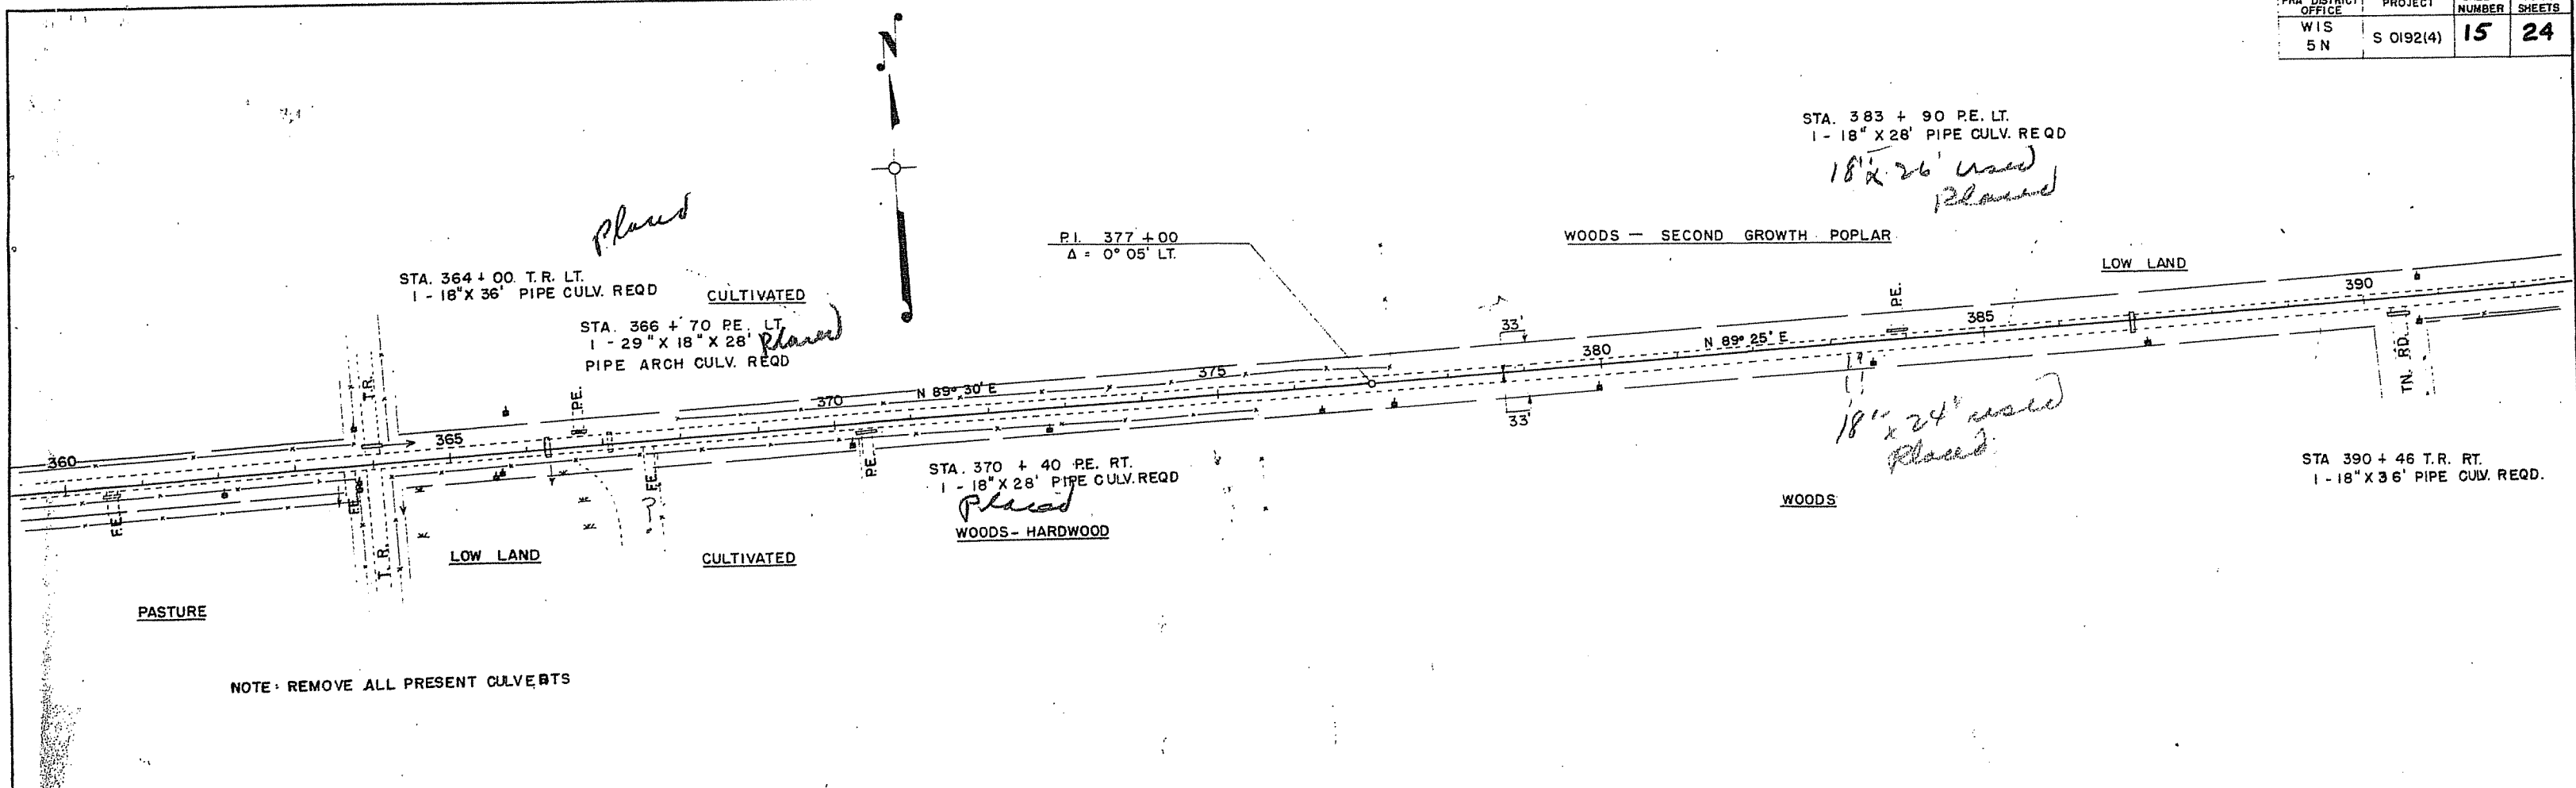 OFFICE PROJECT NUMBER SHEETS
WIS
5 N
S 0192(4) 15 24
N
STA. 383 + 90 P.E. LT.
1 - 18" X 28' PIPE CULV. REQD
18" x 26' used
Placed
Placed
P.I. 377 + 00
Δ = 0° 05' LT.
WOODS — SECOND GROWTH POPLAR
LOW LAND
STA. 364 + 00 T.R. LT.
1 - 18" X 36' PIPE CULV. REQD
CULTIVATED
STA. 366 + 70 P.E. LT.
1 - 29" X 18" X 28' Placed
PIPE ARCH CULV. REQD
T.R.
P.E.
33'
P.E.
360
365
370
N 89° 30' E
375
380
N 89° 25' E
385
390
33'
TN. RD.
F.E.
F.E.
T.R.
F.E.
?
P.E.
?
STA. 370 + 40 P.E. RT.
1 - 18" X 28' PIPE CULV. REQD
Placed
WOODS - HARDWOOD
18" x 24' used
Placed
WOODS
STA 390 + 46 T.R. RT.
1 - 18" X 36' PIPE CULV. REQD.
LOW LAND
CULTIVATED
PASTURE
NOTE: REMOVE ALL PRESENT CULVERTS